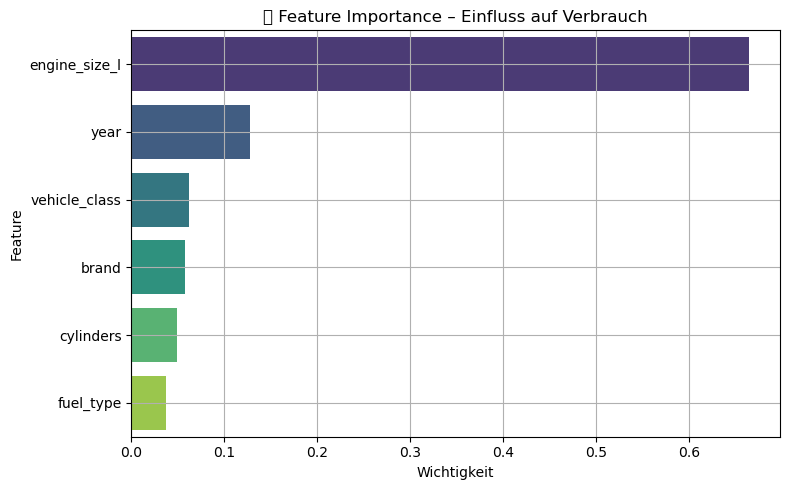 Feature Importance – Einfluss auf Verbrauch
engine_size_l
year
vehicle_class
brand
cylinders
fuel_type
Feature
0.0 0.1 0.2 0.3 0.4 0.5 0.6
Wichtigkeit